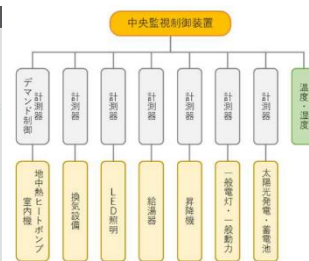 中央監視制御装置
計測器
デマンド制御
計測器
計測器
計測器
計測器
計測器
計測器
温度・湿度
地中熱ヒートポンプ
室内機
換気設備
LED照明
給湯器
昇降機
一般電灯・一般動力
太陽光発電・蓄電池